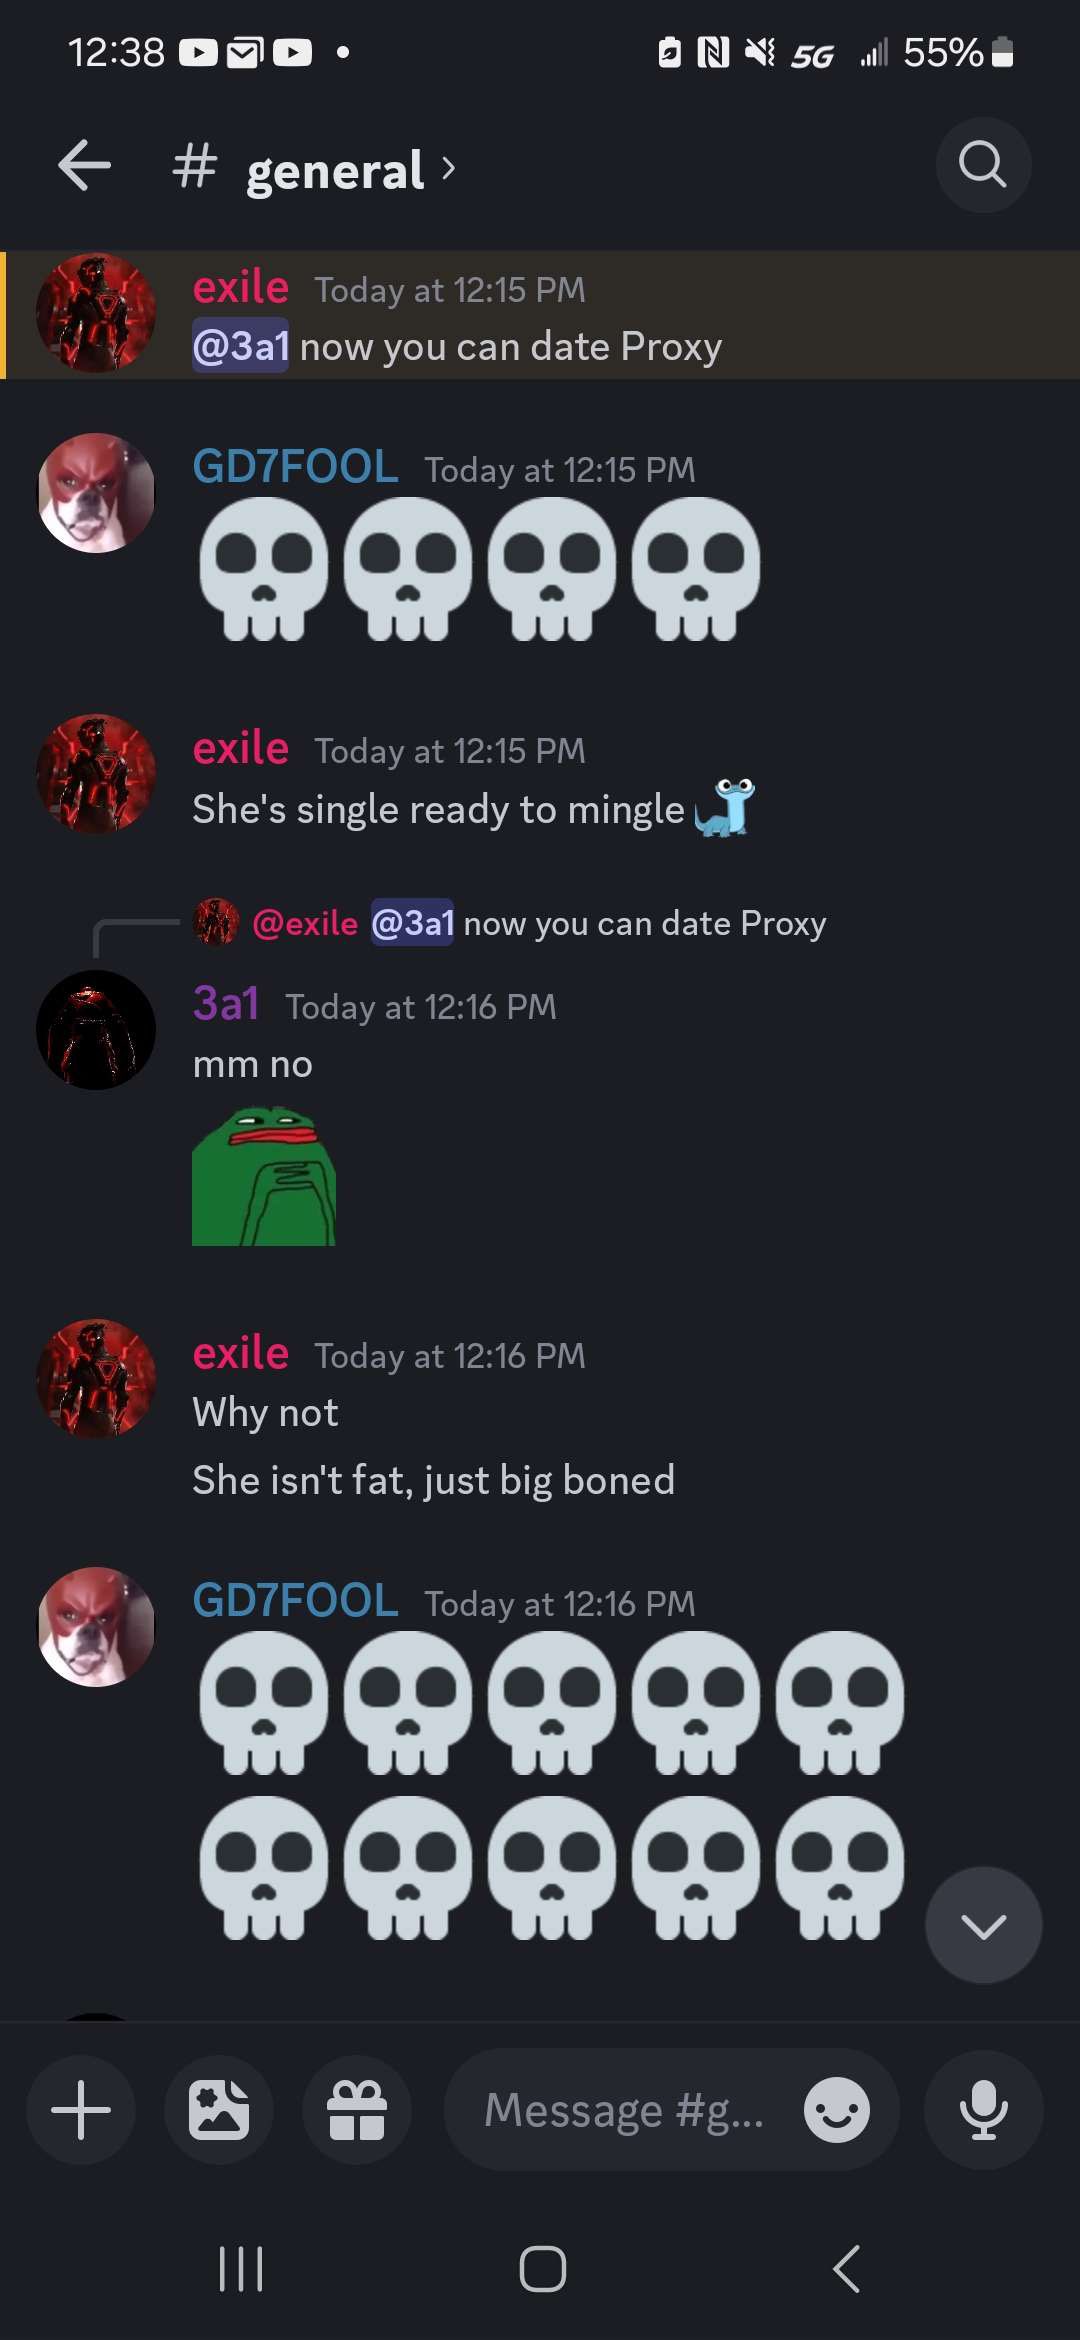 12:38 5G 55%
# general
exile Today at 12:15 PM
@3a1 now you can date Proxy
GD7FOOL Today at 12:15 PM
exile Today at 12:15 PM
She's single ready to mingle
@exile @3a1 now you can date Proxy
3a1 Today at 12:16 PM
mm no
exile Today at 12:16 PM
Why not
She isn't fat, just big boned
GD7FOOL Today at 12:16 PM
Message #g...